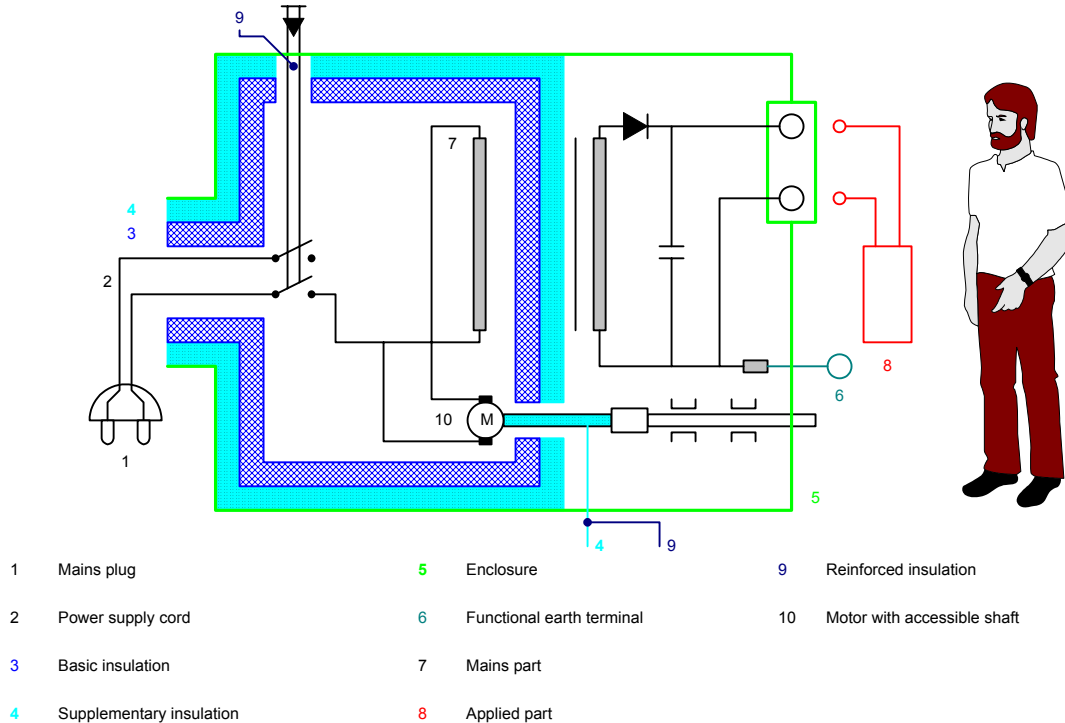 9
7
4
3
2
10
M
1
8
6
5
4
9
1 Mains plug
5 Enclosure
9 Reinforced insulation
2 Power supply cord
6 Functional earth terminal
10 Motor with accessible shaft
3 Basic insulation
7 Mains part
4 Supplementary insulation
8 Applied part